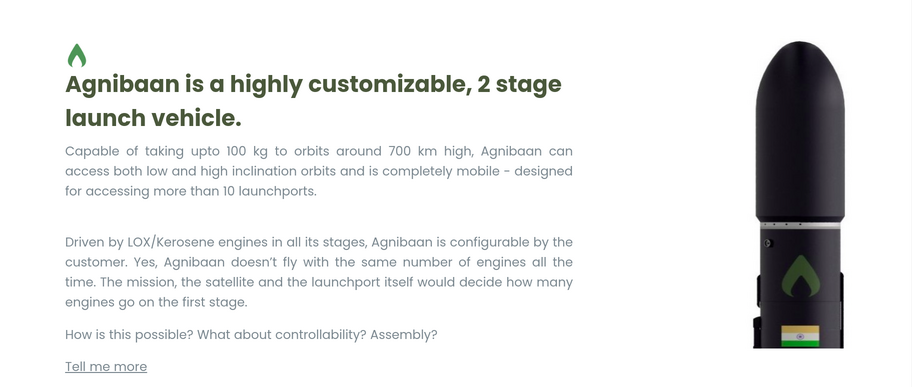 Agnibaan is a highly customizable, 2 stage
launch vehicle.
Capable of taking upto 100 kg to orbits around 700 km high, Agnibaan can
access both low and high inclination orbits and is completely mobile - designed
for accessing more than 10 launchports.
Driven by LOX/Kerosene engines in all its stages, Agnibaan is configurable by the
customer. Yes, Agnibaan doesn't fly with the same number of engines all the
time. The mission, the satellite and the launchport itself would decide how many
engines go on the first stage.
How is this possible? What about controllability? Assembly?
Tell me more